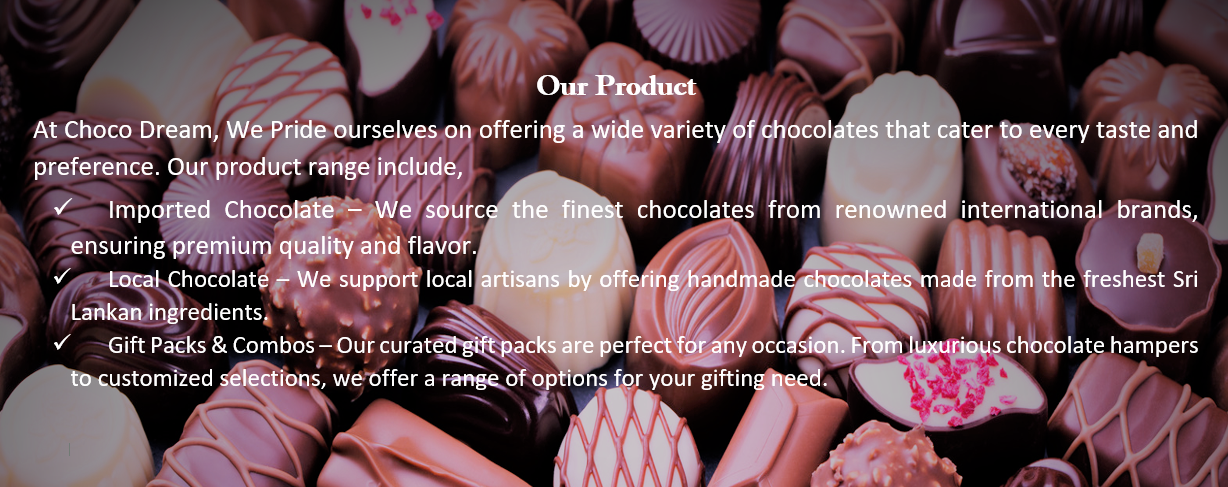 Our Product
At Choco Dream, We Pride ourselves on offering a wide variety of chocolates that cater to every taste and
preference. Our product range include,
✓ Imported Chocolate – We source the finest chocolates from renowned international brands,
ensuring premium quality and flavor.
✓ Local Chocolate – We support local artisans by offering handmade chocolates made from the freshest Sri
Lankan ingredients.
✓ Gift Packs & Combos – Our curated gift packs are perfect for any occasion. From luxurious chocolate hampers
to customized selections, we offer a range of options for your gifting need.